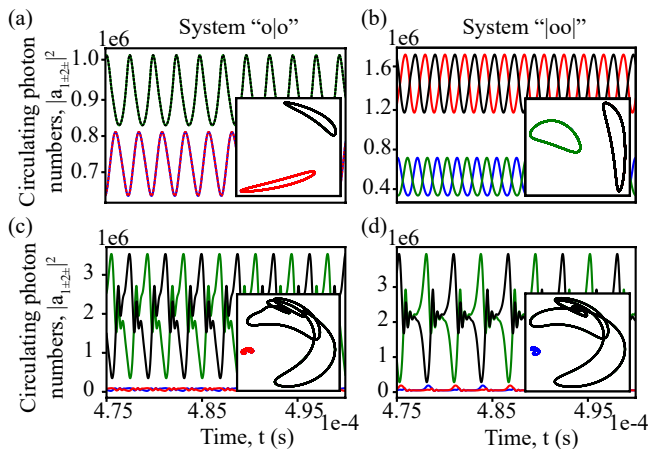 (a) System “o|o”
(b) System “|oo|”
1e6
1e6
Circulating photon
numbers, |a₁±₂±|²
1.0
0.9
0.8
0.7
1.6
1.2
0.8
0.4
(c)
(d)
1e6
1e6
Circulating photon
numbers, |a₁±₂±|²
3
2
1
0
3
2
1
0
4.75 4.85 4.95
4.75 4.85 4.95
1e-4
1e-4
Time, t (s)
Time, t (s)